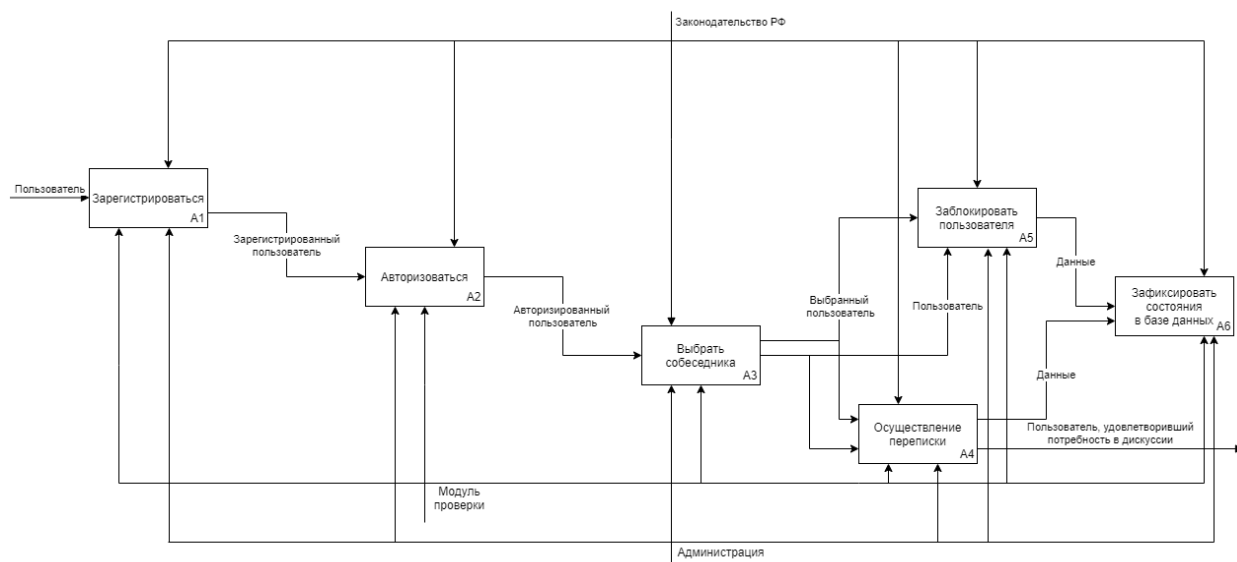 Законодательство РФ
Пользователь
Зарегистрироваться
A1
Зарегистрированный
пользователь
Авторизоваться
A2
Авторизированный
пользователь
Выбрать
собеседника
A3
Выбранный
пользователь
Пользователь
Заблокировать
пользователя
A5
Данные
Зафиксировать
состояния
в базе данных
A6
Данные
Осуществление
переписки
A4
Пользователь, удовлетворивший
потребность в дискуссии
Модуль
проверки
Администрация